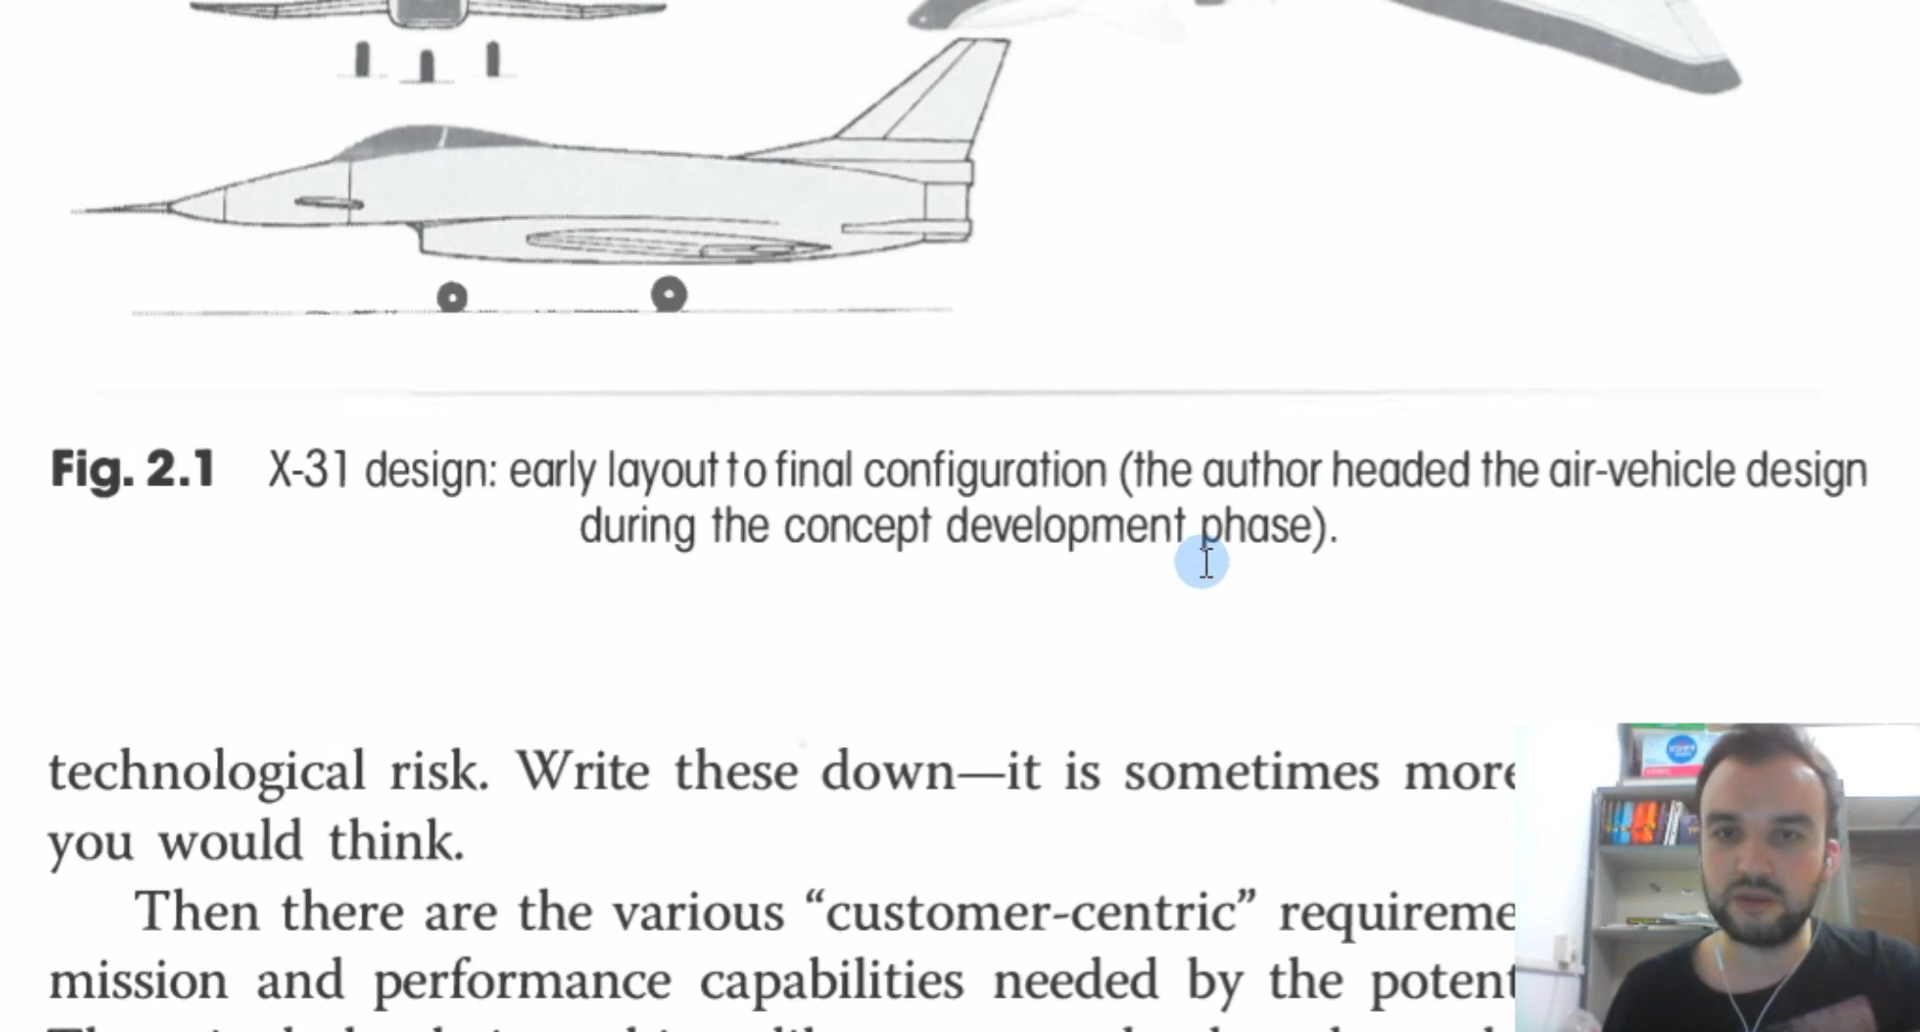 Fig. 2.1 X-31 design: early layout to final configuration (the author headed the air-vehicle design
during the concept development phase).
technological risk. Write these down—it is sometimes more
you would think.
Then there are the various “customer-centric” requireme
mission and performance capabilities needed by the potent